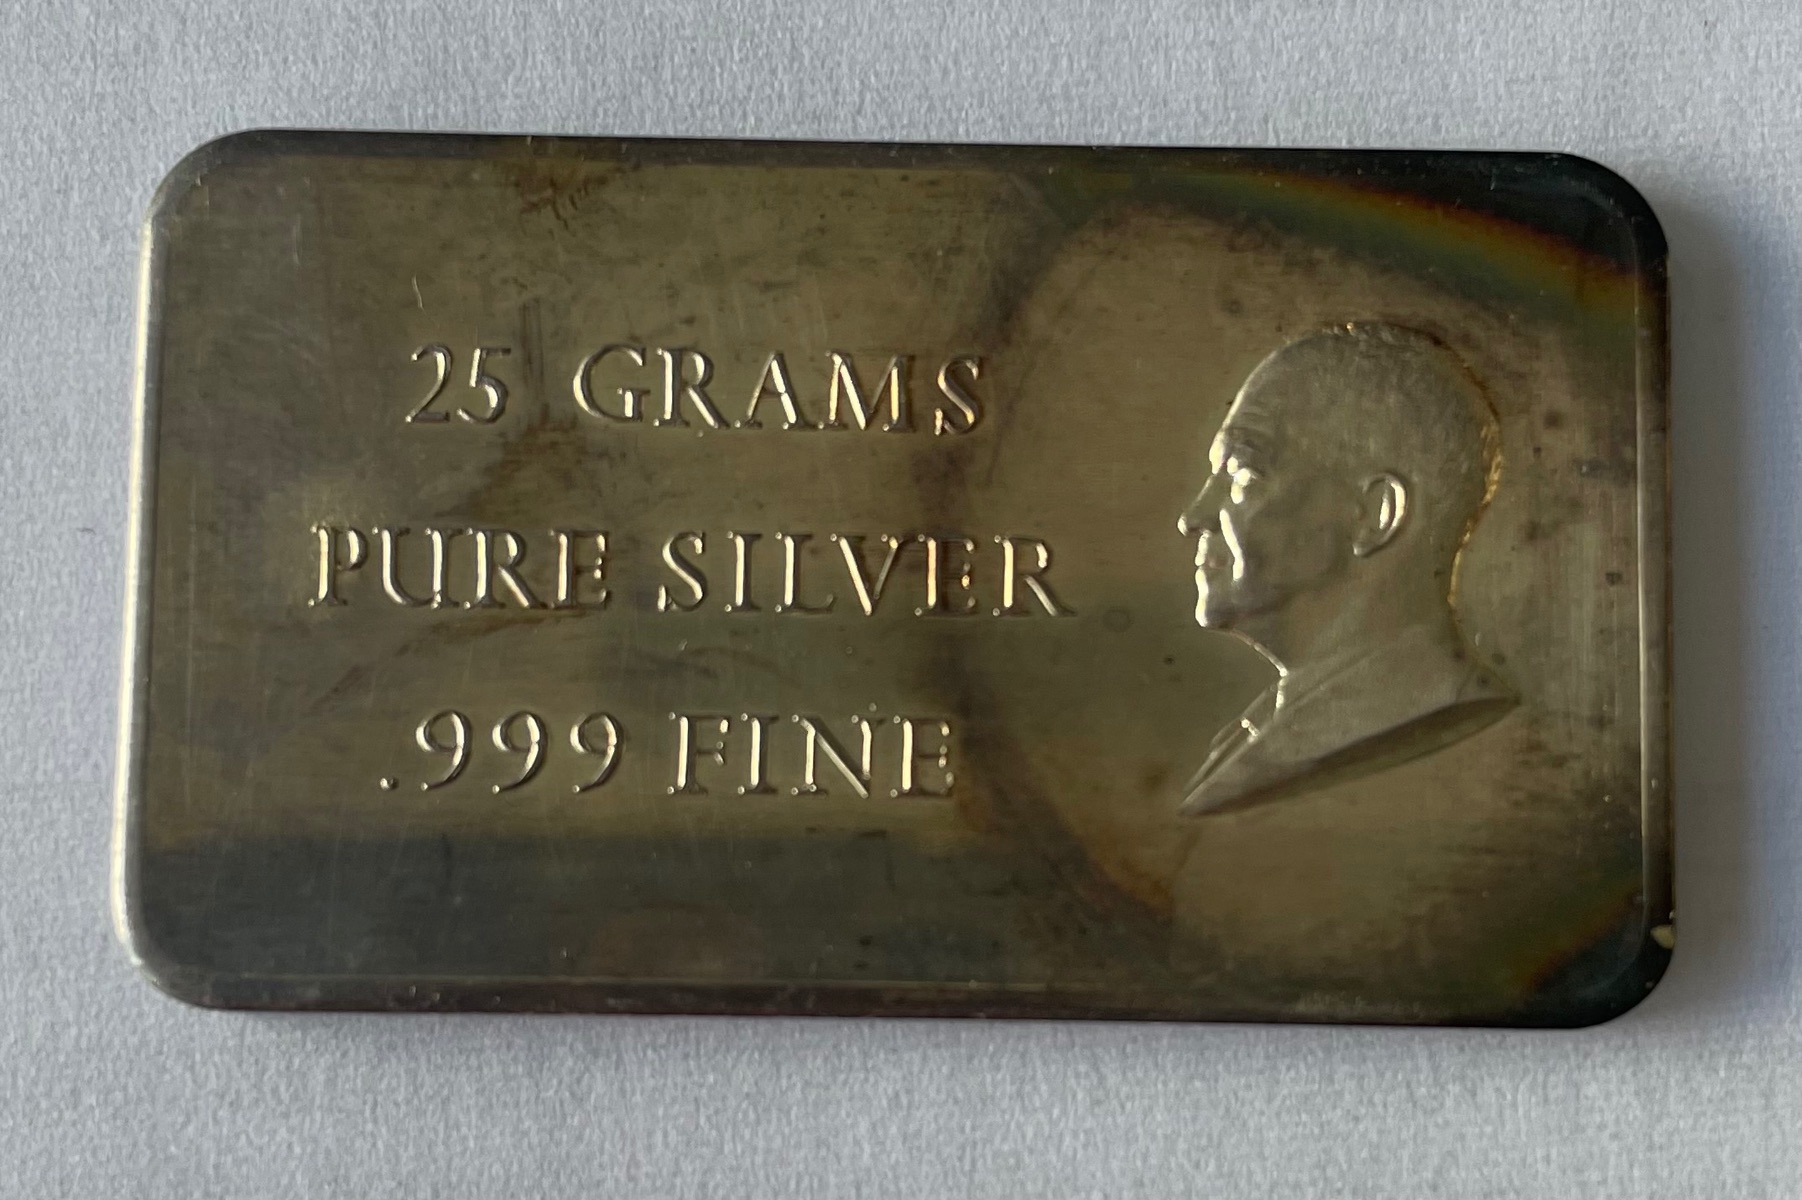 25 GRAMS
PURE SILVER
.999 FINE